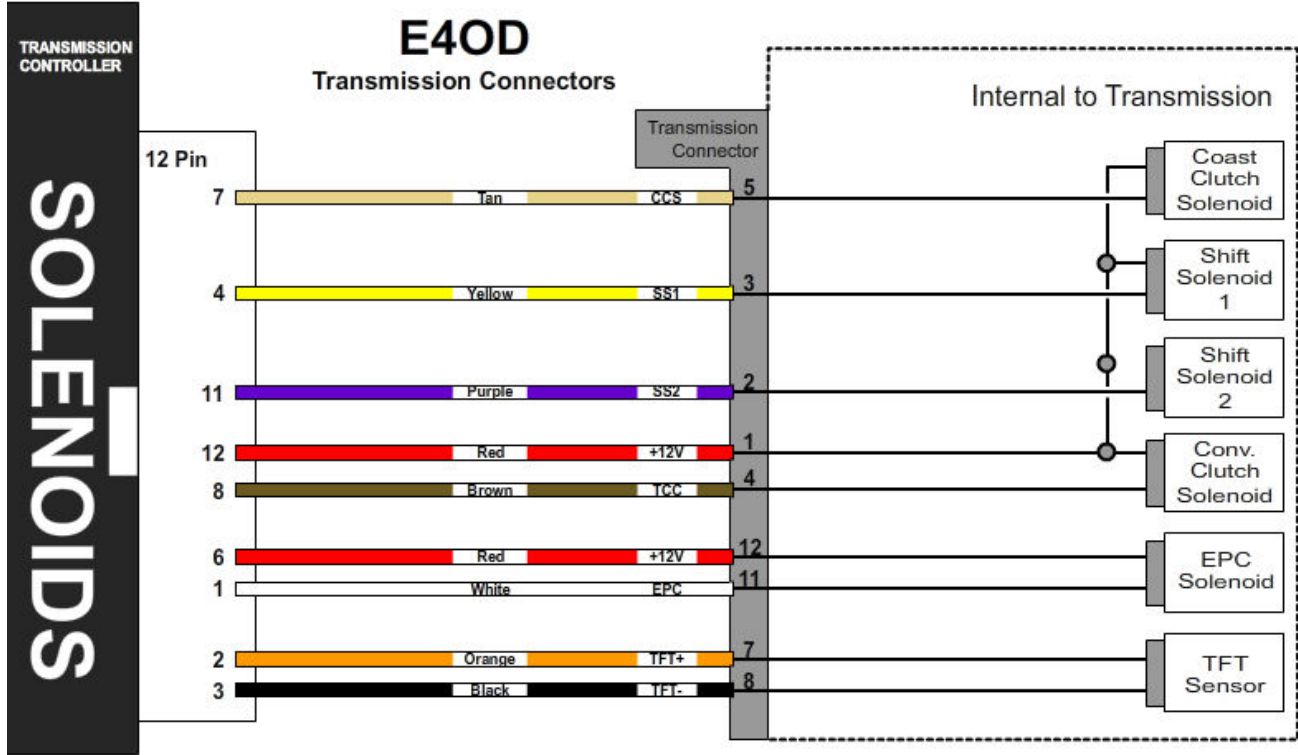 TRANSMISSION
CONTROLLER
SOLENOIDS
E4OD
Transmission Connectors
12 Pin
Transmission
Connector
Internal to Transmission
7 Tan CCS 5
Coast
Clutch
Solenoid
4 Yellow SS1 3
Shift
Solenoid
1
11 Purple SS2 2
Shift
Solenoid
2
12 Red +12V 1
8 Brown TCC 4
Conv.
Clutch
Solenoid
6 Red +12V 12
1 White EPC 11
EPC
Solenoid
2 Orange TFT+ 7
3 Black TFT- 8
TFT
Sensor